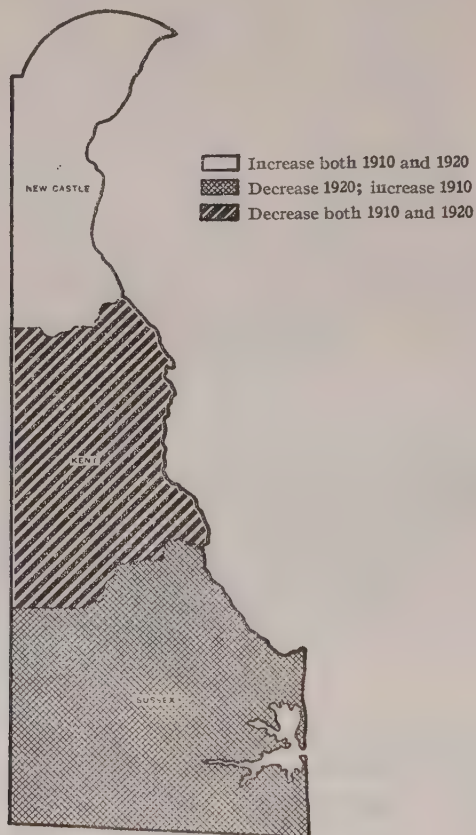 Increase both 1910 and 1920
NEW CASTLE
Decrease 1920; increase 1910
Decrease both 1910 and 1920
KENT
SUSSEX